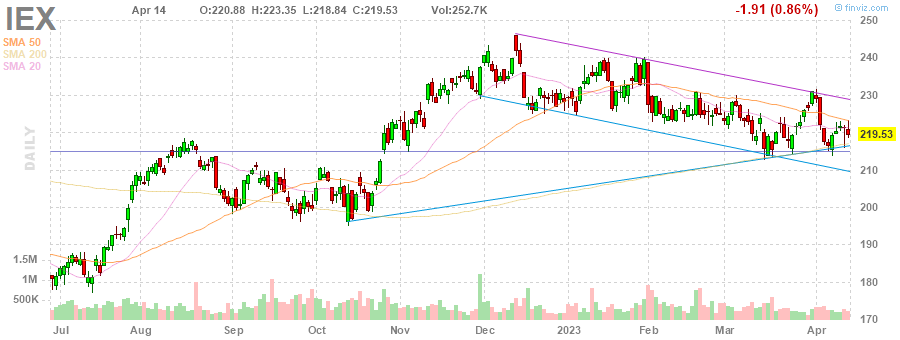 IEX Apr 14 O:220.88 H:223.35 L:218.84 C:219.53 Vol:252.7K -1.91 (0.86%) © finviz.com
SMA 50
SMA 200
SMA 20
DAILY
250
240
230
219.53
210
200
190
180
170
1.5M
1M
500K
Jul Aug Sep Oct Nov Dec 2023 Feb Mar Apr